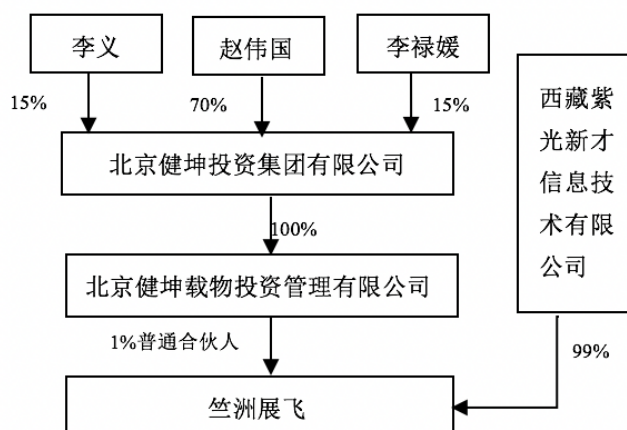 李义
赵伟国
李禄媛
15%
70%
15%
西藏紫
光新才
信息技
术有限
公司
北京健坤投资集团有限公司
100%
北京健坤载物投资管理有限公司
1%普通合伙人
99%
竺洲展飞